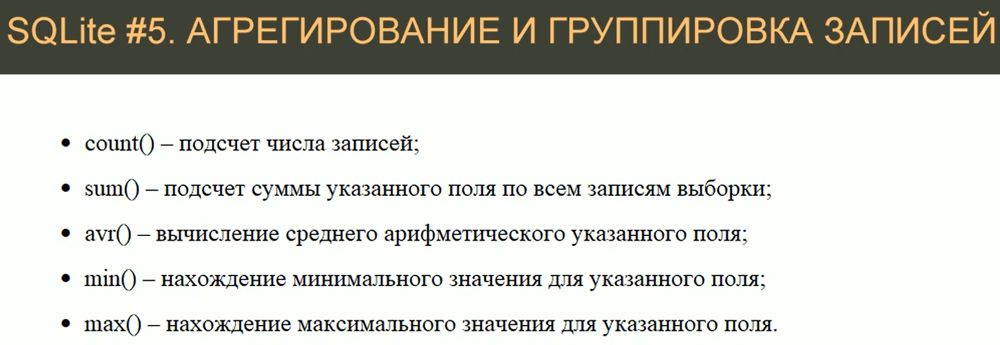 SQLite #5. АГРЕГИРОВАНИЕ И ГРУППИРОВКА ЗАПИСЕЙ
• count() – подсчет числа записей;
• sum() – подсчет суммы указанного поля по всем записям выборки;
• avr() – вычисление среднего арифметического указанного поля;
• min() – нахождение минимального значения для указанного поля;
• max() – нахождение максимального значения для указанного поля.